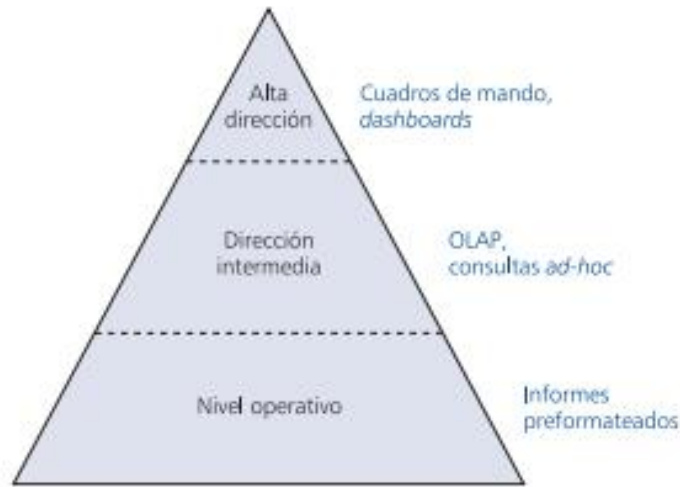 Alta
dirección
Cuadros de mando,
dashboards
Dirección
intermedia
OLAP,
consultas ad-hoc
Nivel operativo
Informes
preformateados